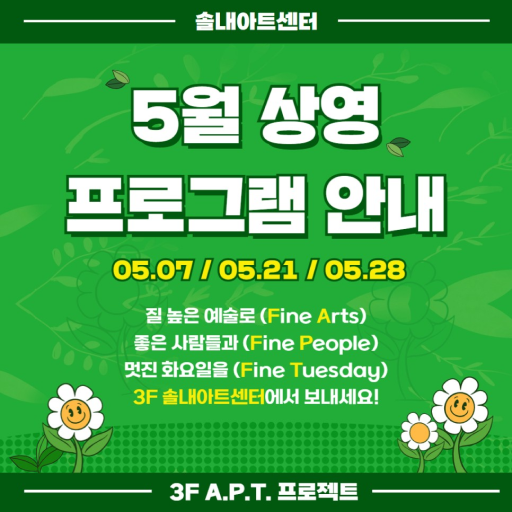 솔내아트센터
5월 상영
프로그램 안내
05.07 / 05.21 / 05.28
질 높은 예술로 (Fine Arts)
좋은 사람들과 (Fine People)
멋진 화요일을 (Fine Tuesday)
3F 솔내아트센터에서 보내세요!
3F A.P.T. 프로젝트